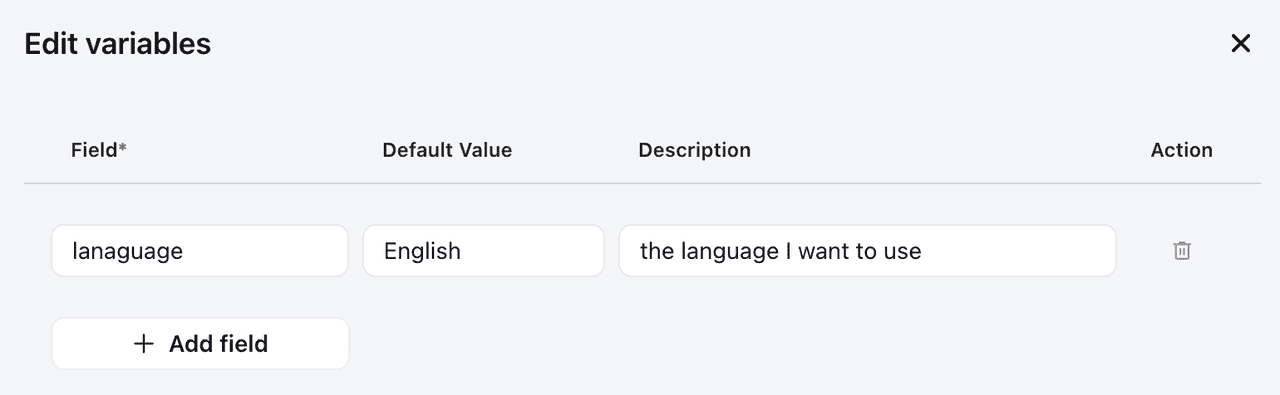 Edit variables
Field* Default Value Description Action
lanaguage English the language I want to use
Add field